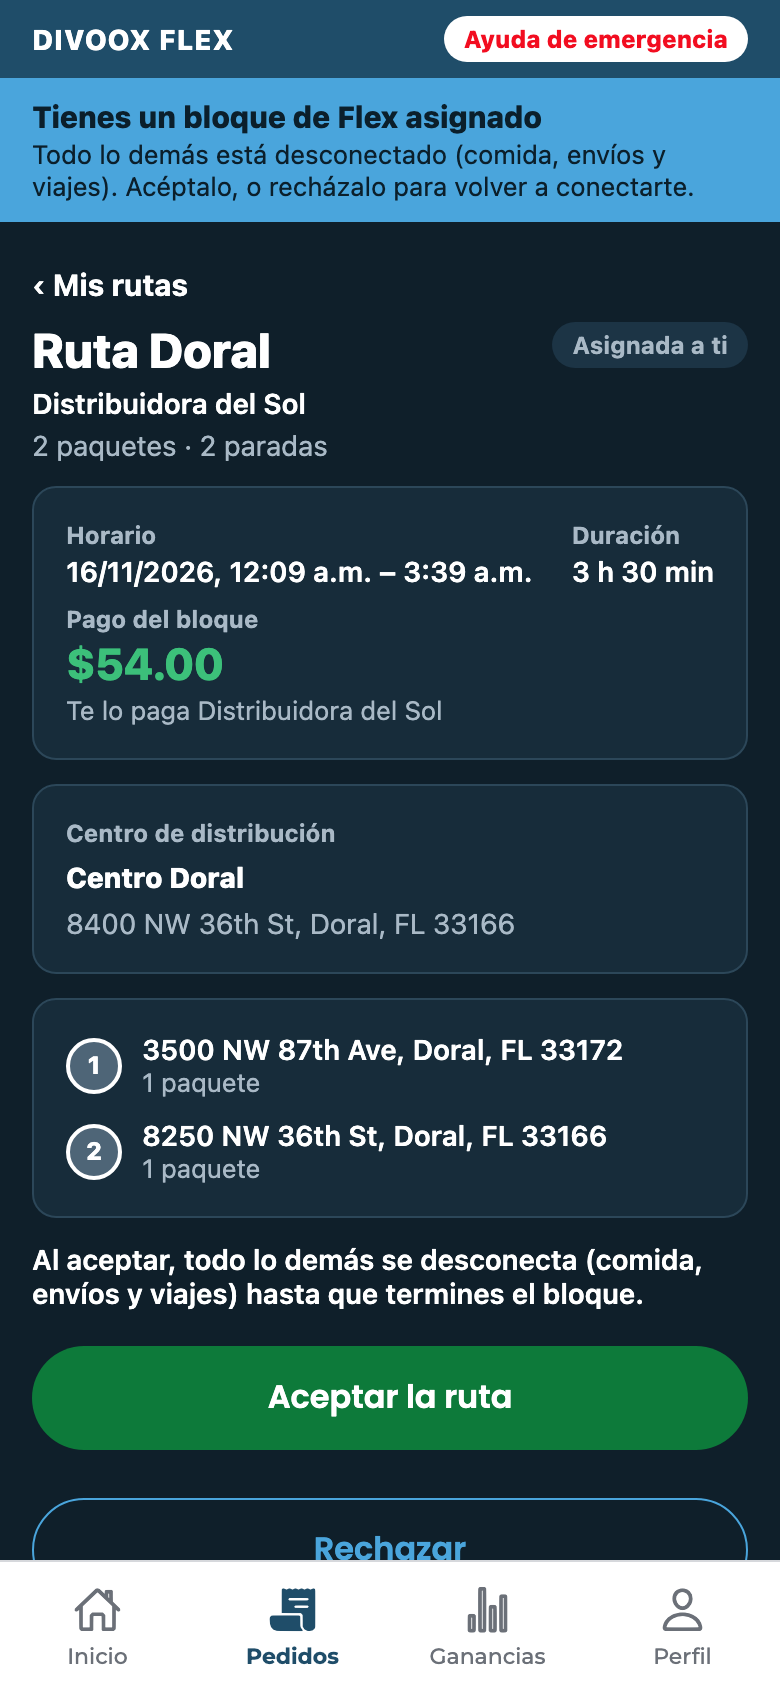 DIVOOX FLEX
Ayuda de emergencia
Tienes un bloque de Flex asignado
Todo lo demás está desconectado (comida, envíos y
viajes). Acéptalo, o recházalo para volver a conectarte.
‹ Mis rutas
Ruta Doral
Asignada a ti
Distribuidora del Sol
2 paquetes · 2 paradas
Horario
16/11/2026, 12:09 a.m. – 3:39 a.m.
Duración
3 h 30 min
Pago del bloque
$54.00
Te lo paga Distribuidora del Sol
Centro de distribución
Centro Doral
8400 NW 36th St, Doral, FL 33166
1
3500 NW 87th Ave, Doral, FL 33172
1 paquete
2
8250 NW 36th St, Doral, FL 33166
1 paquete
Al aceptar, todo lo demás se desconecta (comida,
envíos y viajes) hasta que termines el bloque.
Aceptar la ruta
Rechazar
Inicio
Pedidos
Ganancias
Perfil